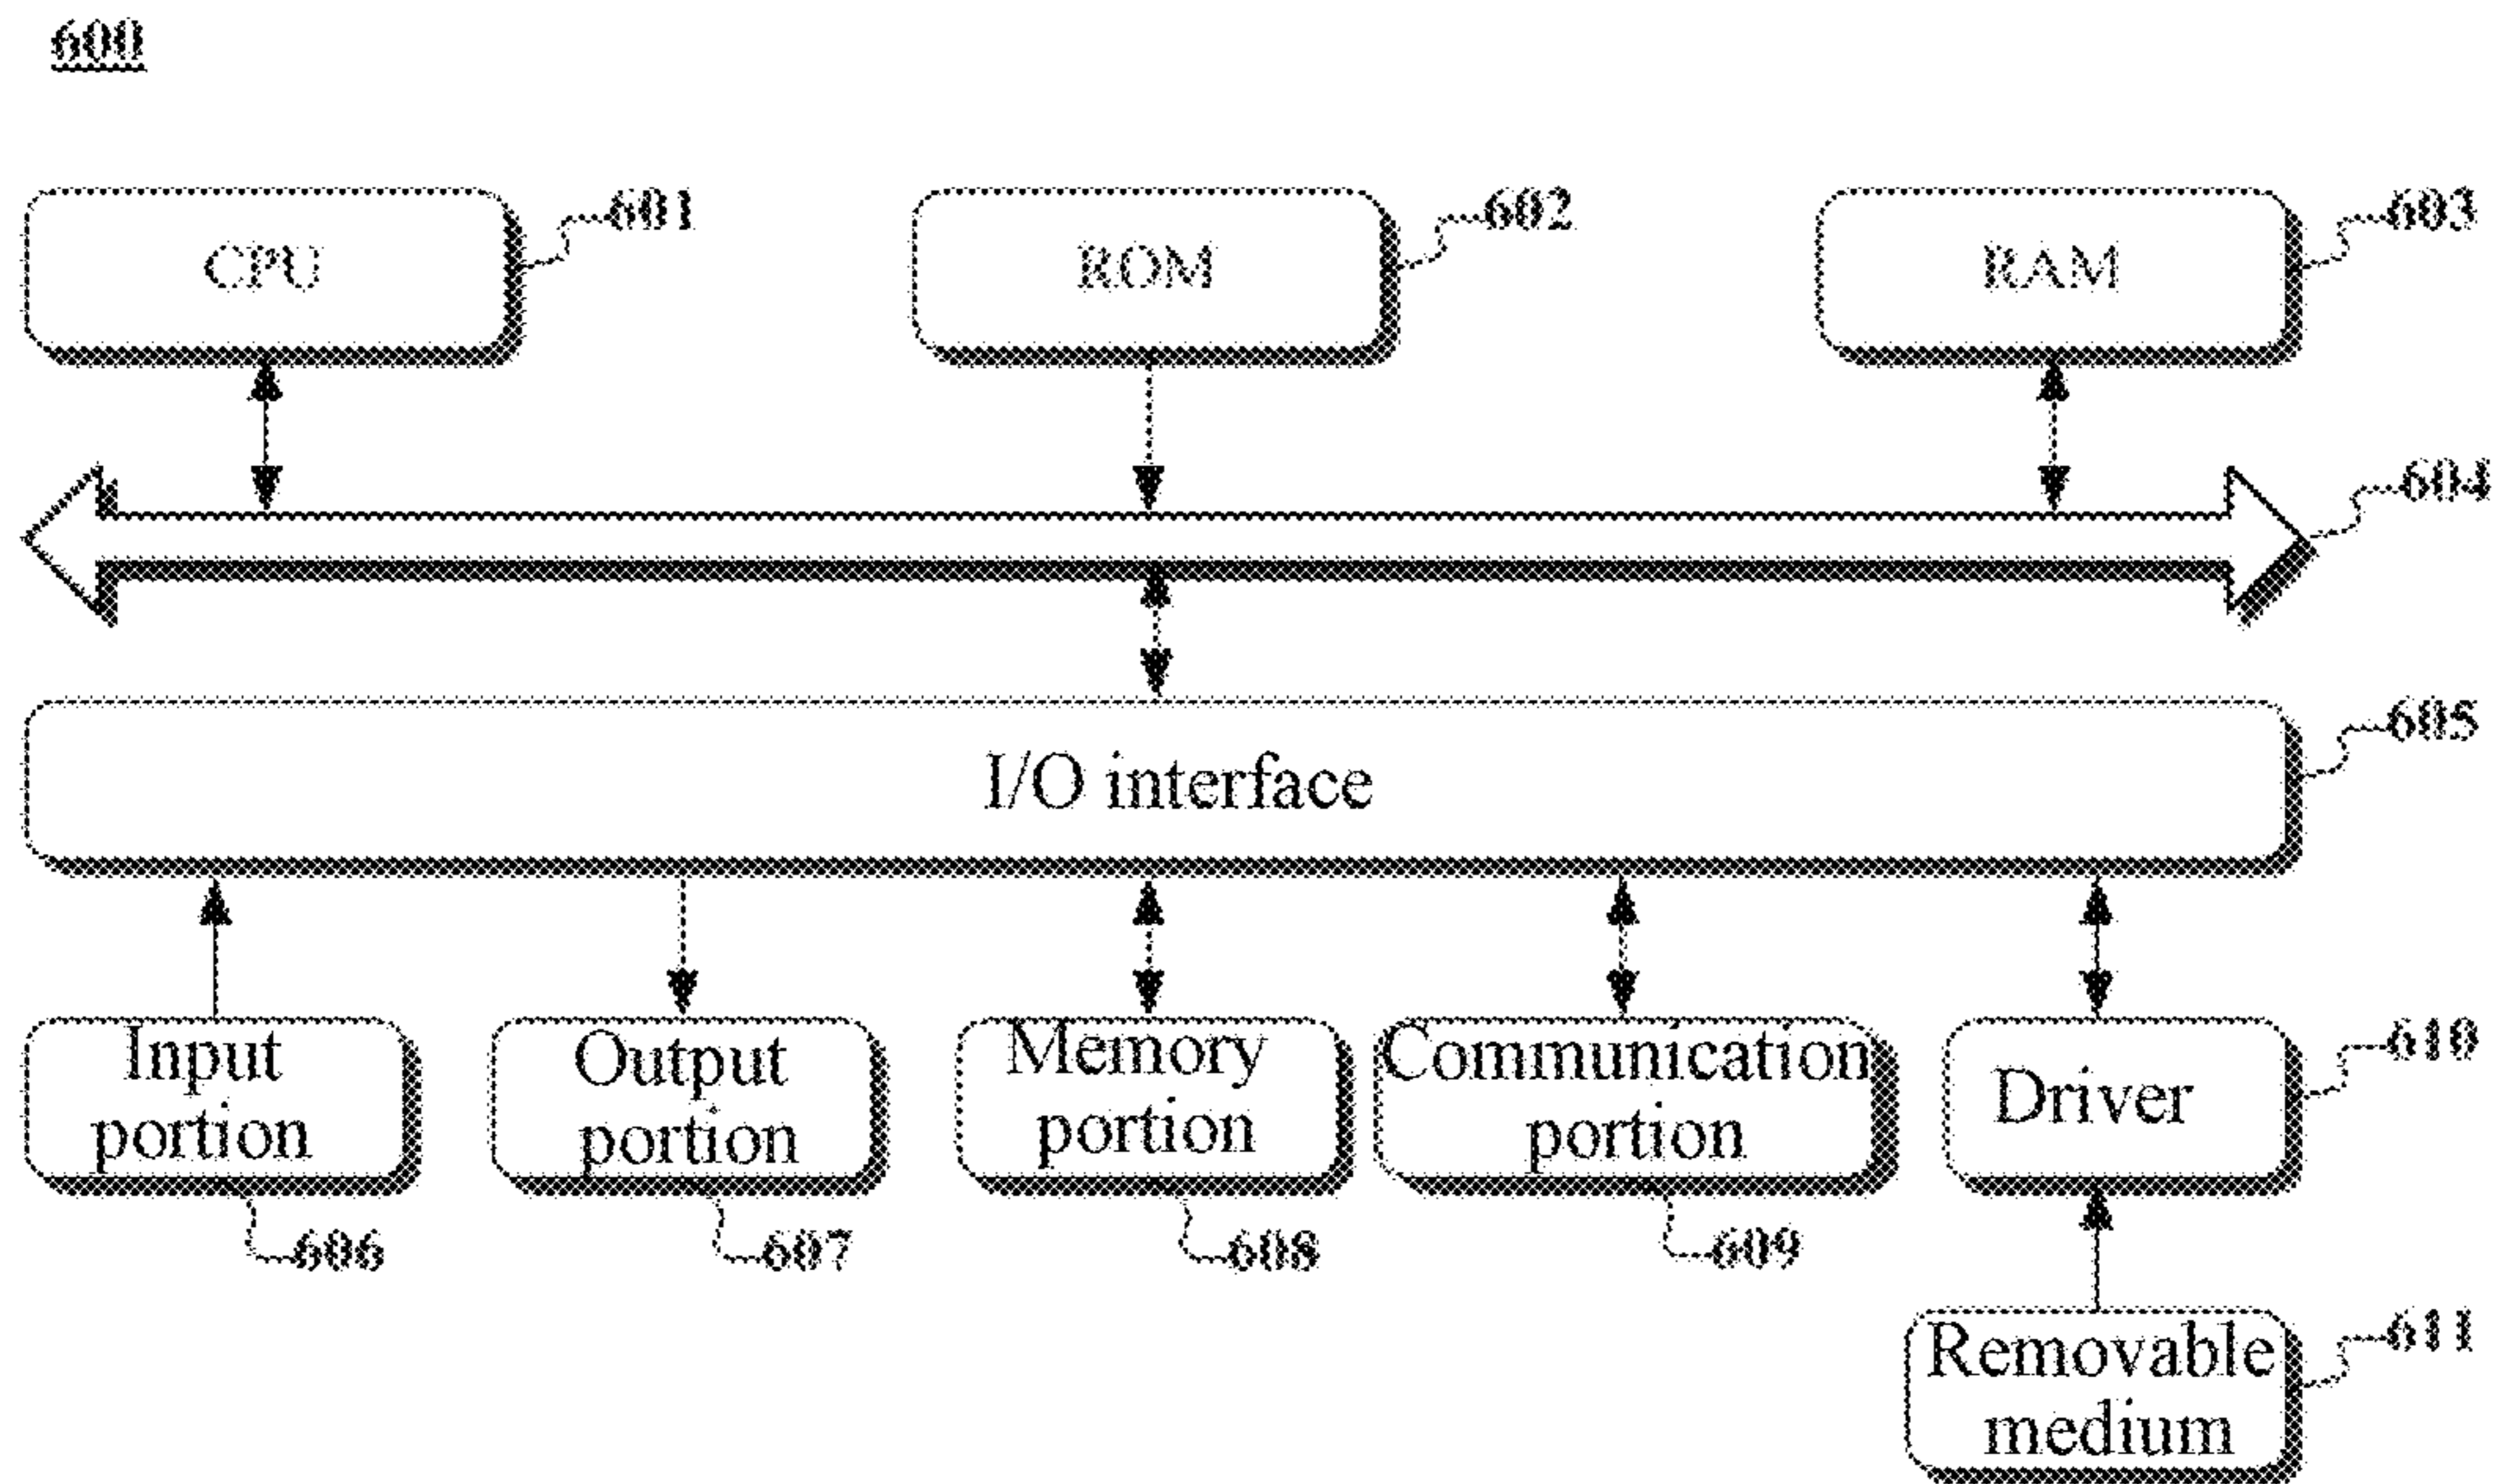 600
CPU
601
ROM
602
RAM
603
604
I/O interface
605
Input
portion
606
Output
portion
607
Memory
portion
608
Communication
portion
609
Driver
610
Removable
medium
611